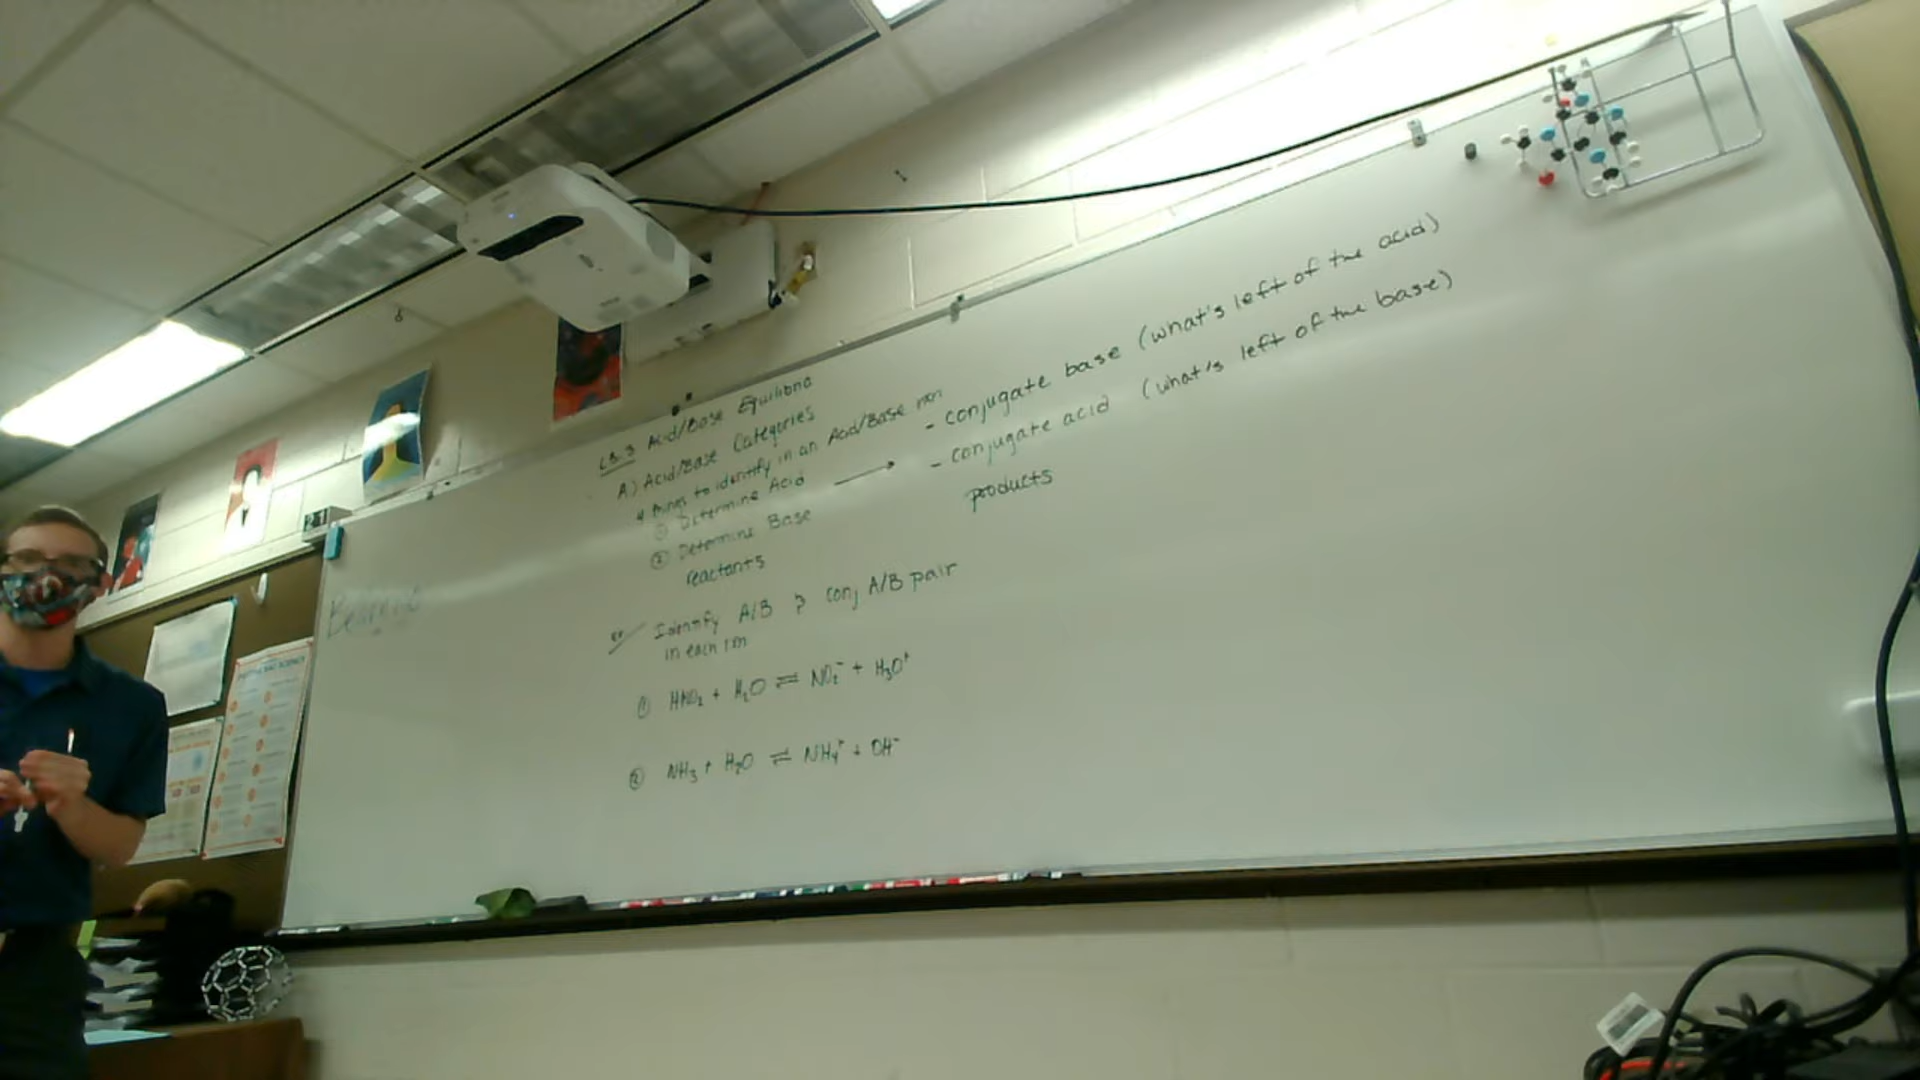 L8.3 Acid/Base Equilibria
A) Acid/Base Categories
4 things to identify in an Acid/Base rxn
① Determine Acid
② Determine Base
reactants
- conjugate base (what's left of the acid)
- conjugate acid (what's left of the base)
products
ex Identify A/B & conj A/B pair
in each rxn
① HNO₂ + H₂O ⇌ NO₂⁻ + H₃O⁺
② NH₃ + H₂O ⇌ NH₄⁺ + OH⁻